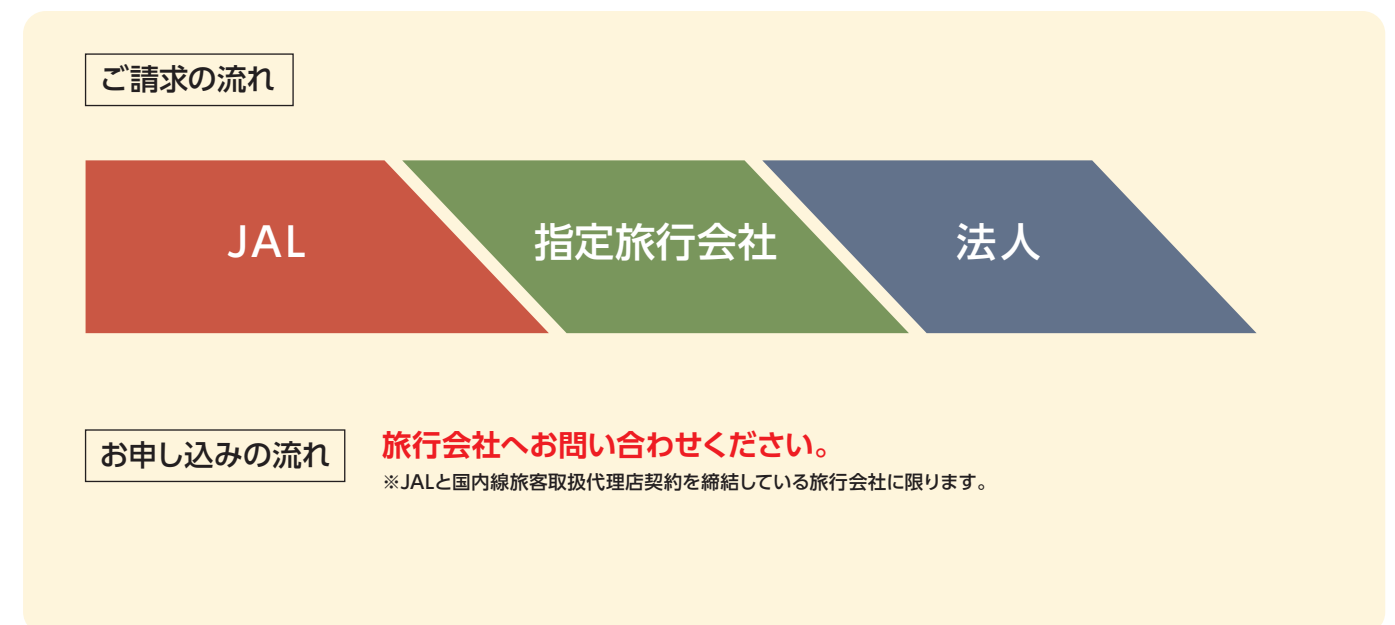 ご請求の流れ
JAL
指定旅行会社
法人
お申し込みの流れ
旅行会社へお問い合わせください。
※JALと国内線旅客取扱代理店契約を締結している旅行会社に限ります。